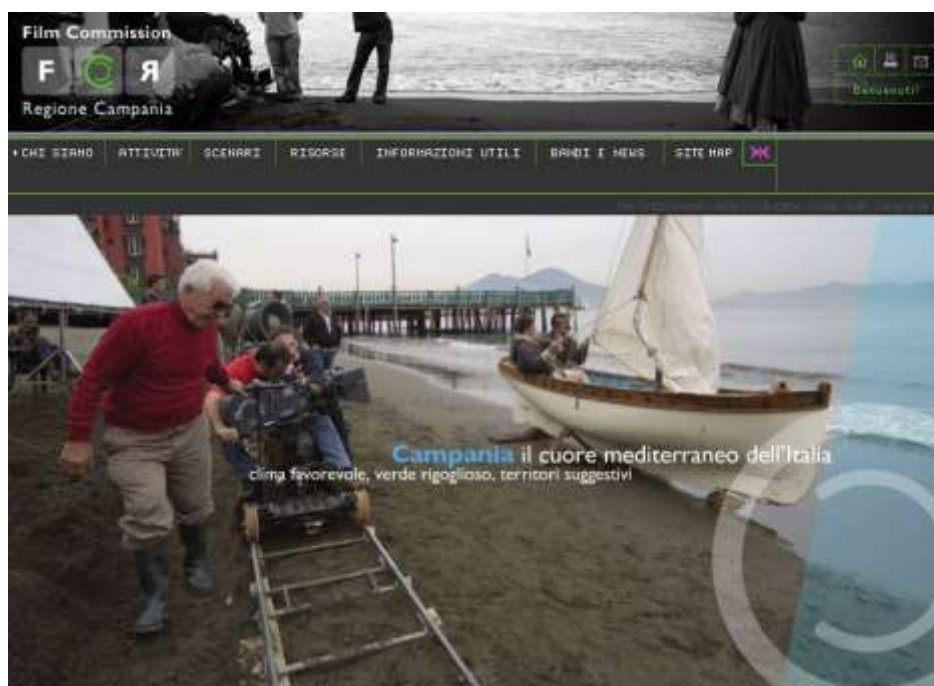 Film Commission
F C R
Regione Campania
Benvenuti!
CHI SIAMO
ATTIVITA'
SCENARI
RISORSE
INFORMAZIONI UTILI
BANDI E NEWS
SITE MAP
Campania il cuore mediterraneo dell'Italia
clima favorevole, verde rigoglioso, territori suggestivi